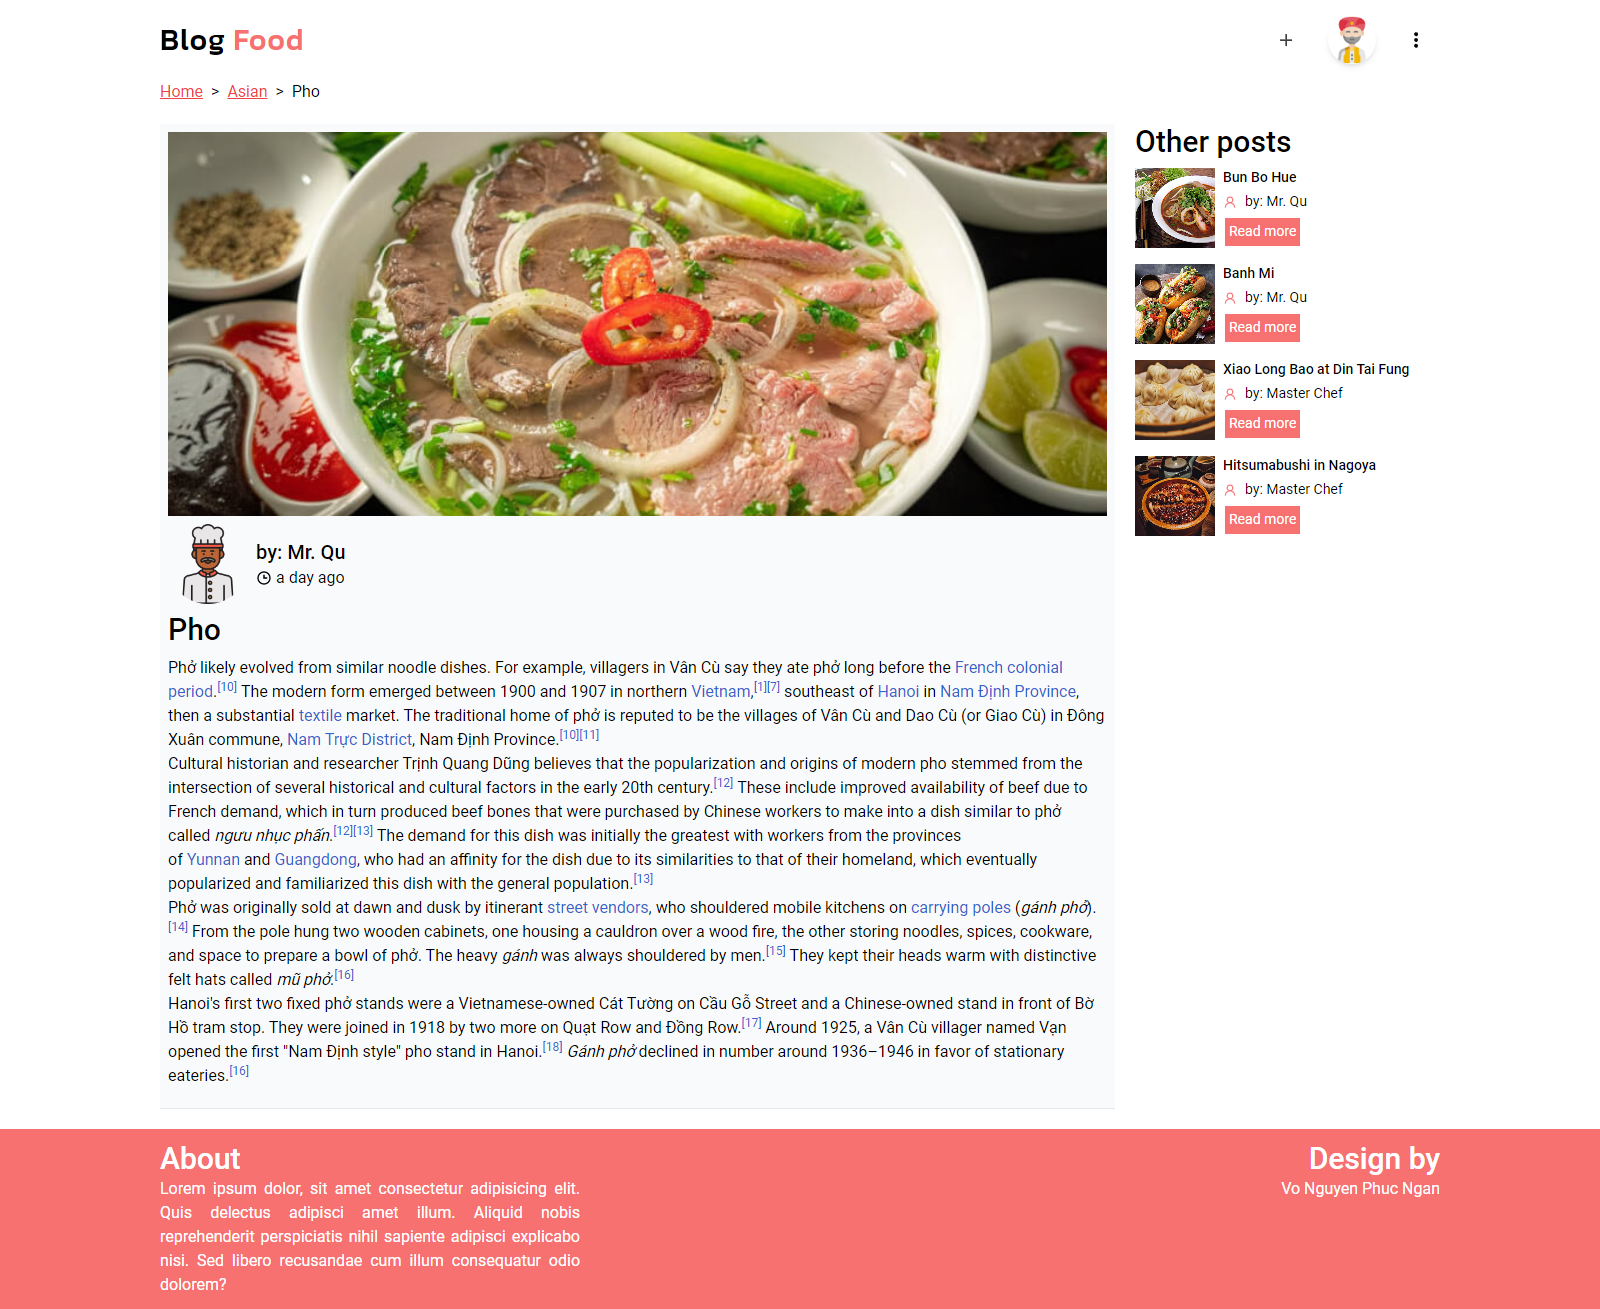 Blog Food
Home > Asian > Pho
by: Mr. Qu
a day ago
Pho
Phở likely evolved from similar noodle dishes. For example, villagers in Vân Cù say they ate phở long before the French colonial
period.[10] The modern form emerged between 1900 and 1907 in northern Vietnam,[1][7] southeast of Hanoi in Nam Định Province,
then a substantial textile market. The traditional home of phở is reputed to be the villages of Vân Cù and Dao Cù (or Giao Cù) in Đông
Xuân commune, Nam Trực District, Nam Định Province.[10][11]
Cultural historian and researcher Trịnh Quang Dũng believes that the popularization and origins of modern pho stemmed from the
intersection of several historical and cultural factors in the early 20th century.[12] These include improved availability of beef due to
French demand, which in turn produced beef bones that were purchased by Chinese workers to make into a dish similar to phở
called ngưu nhục phấn.[12][13] The demand for this dish was initially the greatest with workers from the provinces
of Yunnan and Guangdong, who had an affinity for the dish due to its similarities to that of their homeland, which eventually
popularized and familiarized this dish with the general population.[13]
Phở was originally sold at dawn and dusk by itinerant street vendors, who shouldered mobile kitchens on carrying poles (gánh phở).
[14] From the pole hung two wooden cabinets, one housing a cauldron over a wood fire, the other storing noodles, spices, cookware,
and space to prepare a bowl of phở. The heavy gánh was always shouldered by men.[15] They kept their heads warm with distinctive
felt hats called mũ phở.[16]
Hanoi's first two fixed phở stands were a Vietnamese-owned Cát Tường on Cầu Gỗ Street and a Chinese-owned stand in front of Bờ
Hồ tram stop. They were joined in 1918 by two more on Quạt Row and Đồng Row.[17] Around 1925, a Vân Cù villager named Vạn
opened the first "Nam Định style" pho stand in Hanoi.[18] Gánh phở declined in number around 1936–1946 in favor of stationary
eateries.[16]
Other posts
Bun Bo Hue
by: Mr. Qu
Read more
Banh Mi
by: Mr. Qu
Read more
Xiao Long Bao at Din Tai Fung
by: Master Chef
Read more
Hitsumabushi in Nagoya
by: Master Chef
Read more
About
Lorem ipsum dolor, sit amet consectetur adipisicing elit.
Quis delectus adipisci amet illum. Aliquid nobis
reprehenderit perspiciatis nihil sapiente adipisci explicabo
nisi. Sed libero recusandae cum illum consequatur odio
dolorem?
Design by
Vo Nguyen Phuc Ngan